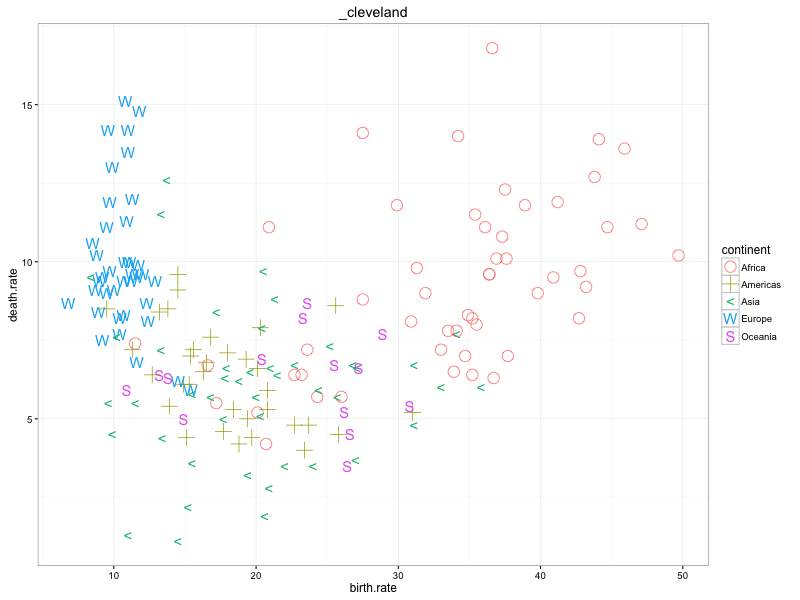 _cleveland
death.rate
15
10
5
10 20 30 40 50
birth.rate
continent
Africa
Americas
< Asia
W Europe
S Oceania